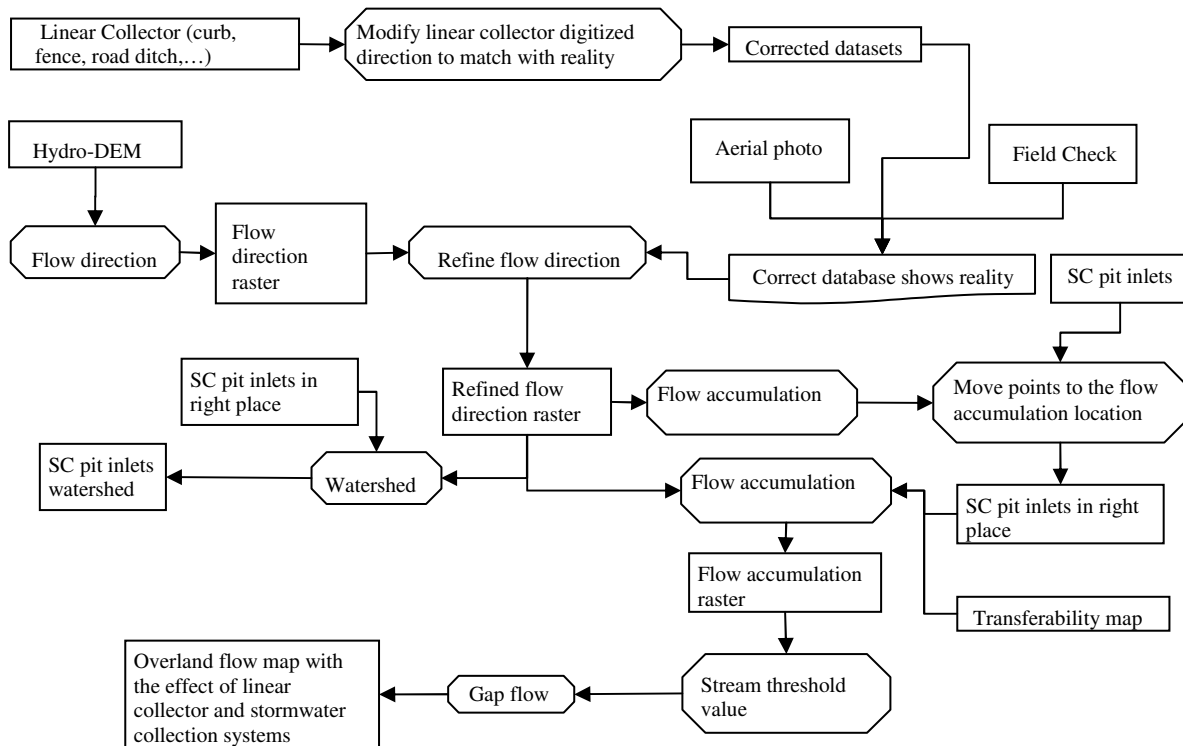 Linear Collector (curb,
fence, road ditch,…)
Modify linear collector digitized
direction to match with reality
Corrected datasets
Hydro-DEM
Aerial photo
Field Check
Flow direction
Flow
direction
raster
Refine flow direction
Correct database shows reality
SC pit inlets
SC pit inlets in
right place
Refined flow
direction raster
Flow accumulation
Move points to the flow
accumulation location
SC pit inlets
watershed
Watershed
Flow accumulation
SC pit inlets in right
place
Flow accumulation
raster
Transferability map
Overland flow map with
the effect of linear
collector and stormwater
collection systems
Gap flow
Stream threshold
value